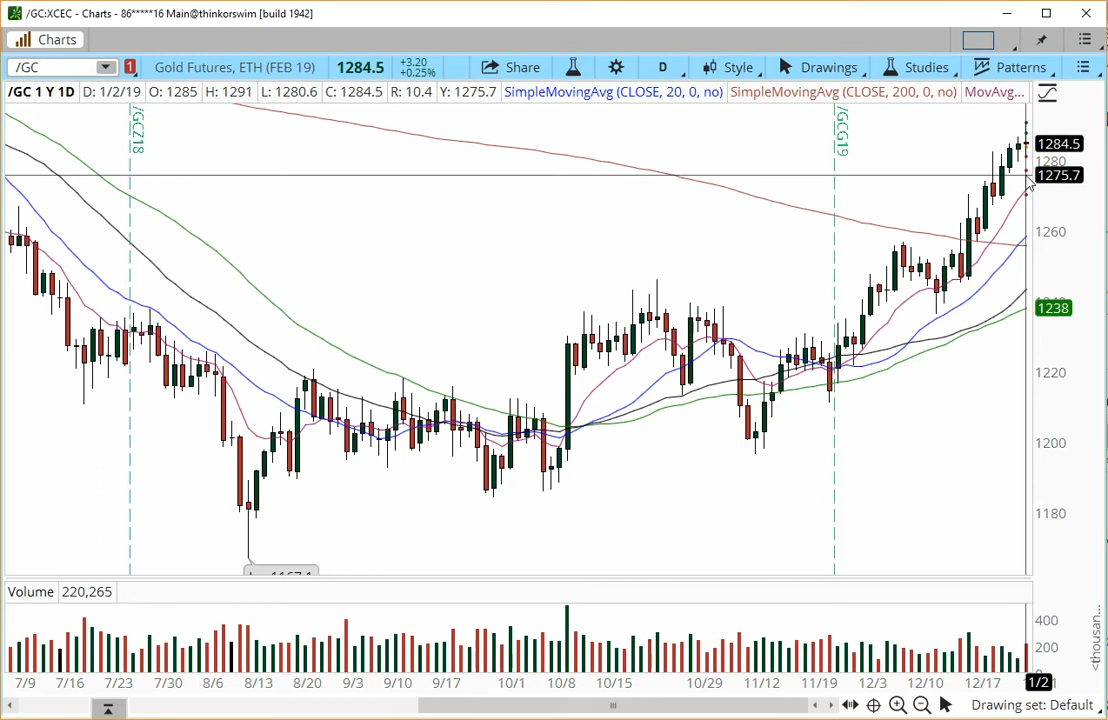 /GC:XCEC - Charts - 86*****16 Main@thinkorswim [build 1942]
Charts
/GC 1 Gold Futures, ETH (FEB 19) 1284.5 +3.20 +0.25% Share D Style Drawings Studies Patterns
/GC 1 Y 1D D: 1/2/19 O: 1285 H: 1291 L: 1280.6 C: 1284.5 R: 10.4 Y: 1275.7 SimpleMovingAvg (CLOSE, 20, 0, no) SimpleMovingAvg (CLOSE, 200, 0, no) MovAvg...
/GCZ18
/GCG19
1284.5
1280
1275.7
1260
1238
1220
1200
1180
Volume 220,265
400
200
<thousan...
7/9 7/16 7/23 7/30 8/6 8/13 8/20 9/3 9/10 9/17 10/1 10/8 10/15 10/29 11/12 11/19 12/3 12/10 12/17 1/2
Drawing set: Default